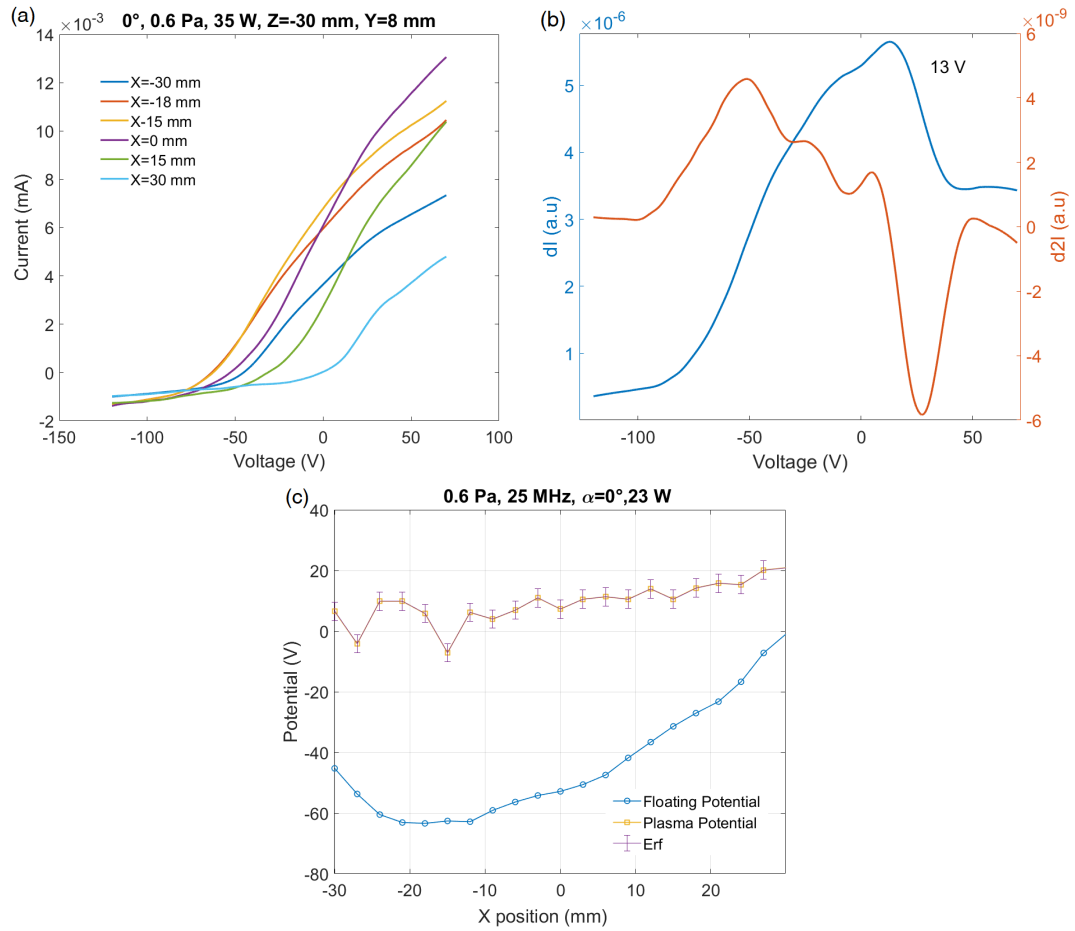 (a)
0°, 0.6 Pa, 35 W, Z=-30 mm, Y=8 mm
×10⁻³
14
12
10
8
6
4
2
0
-2
Current (mA)
X=-30 mm
X=-18 mm
X-15 mm
X=0 mm
X=15 mm
X=30 mm
-150
-100
-50
0
50
100
Voltage (V)
(b)
×10⁻⁶
×10⁻⁹
13 V
5
4
3
2
1
dI (a.u)
6
4
2
0
-2
-4
-6
d2I (a.u)
-100
-50
0
50
Voltage (V)
(c)
0.6 Pa, 25 MHz, α=0°,23 W
40
20
0
-20
-40
-60
-80
Potential (V)
Floating Potential
Plasma Potential
Erf
-30
-20
-10
0
10
20
X position (mm)